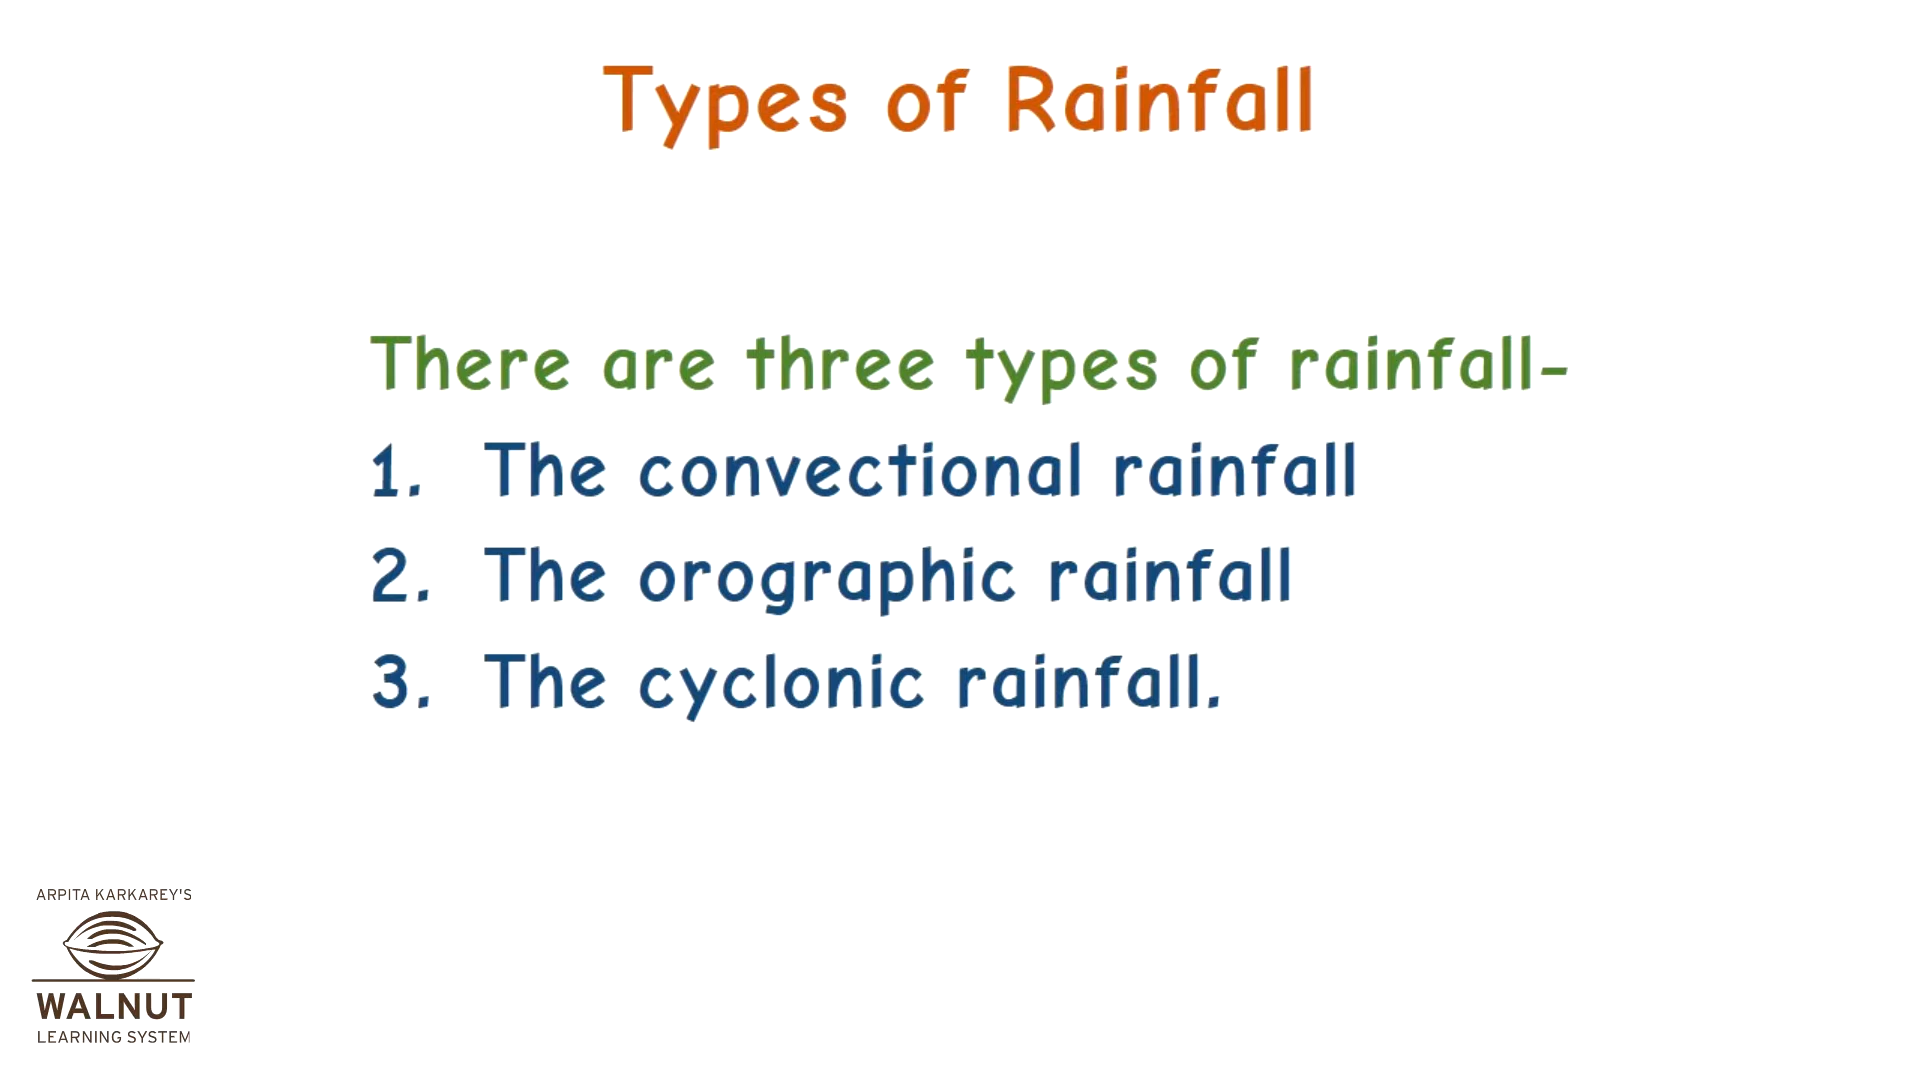 Types of Rainfall
There are three types of rainfall-
1. The convectional rainfall
2. The orographic rainfall
3. The cyclonic rainfall.
ARPITA KARKAREY'S
WALNUT
LEARNING SYSTEM